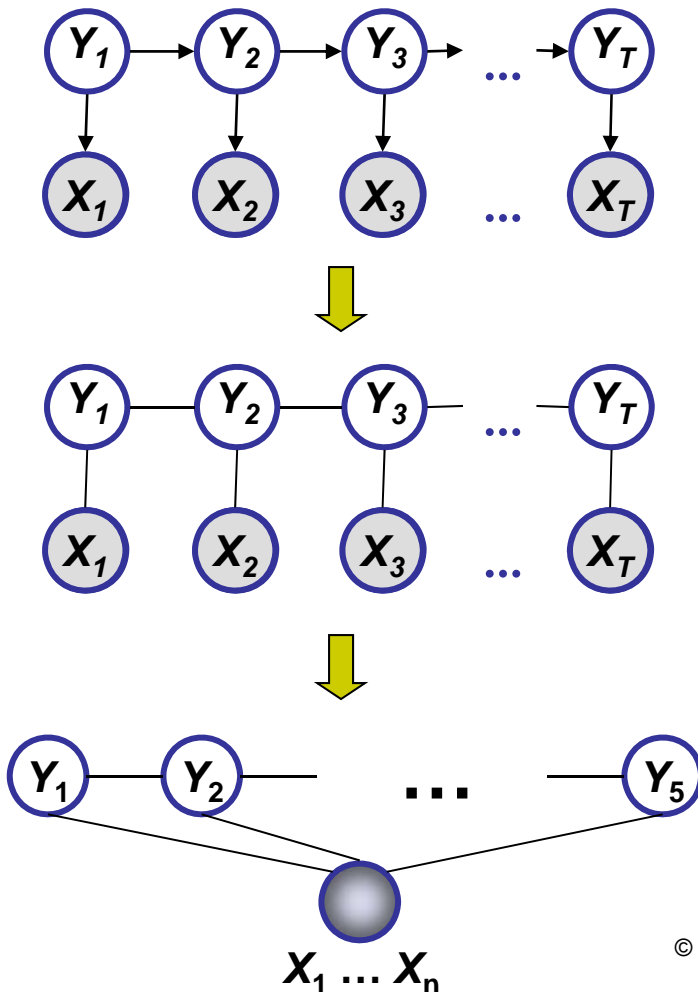 Y1 Y2 Y3 ... YT
X1 X2 X3 ... XT
Y1 Y2 Y3 ... YT
X1 X2 X3 ... XT
Y1 Y2 ... Y5
X1 ... Xn
©